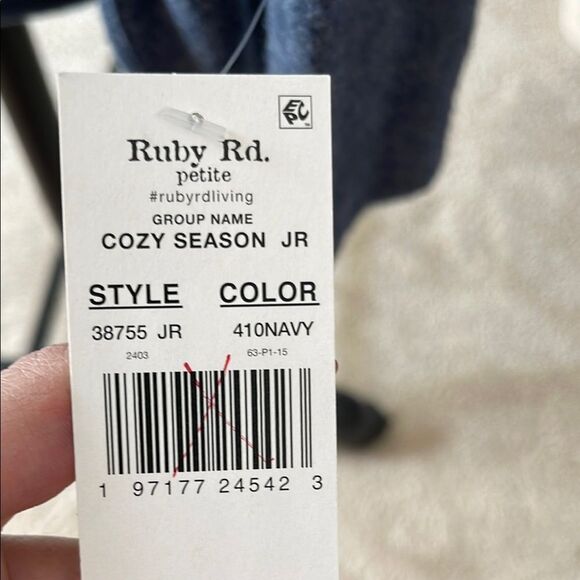 EPC
Ruby Rd.
petite
#rubyrdliving
GROUP NAME
COZY SEASON JR
STYLE COLOR
38755 JR 410NAVY
2403 63-P1-15
1 97177 24542 3